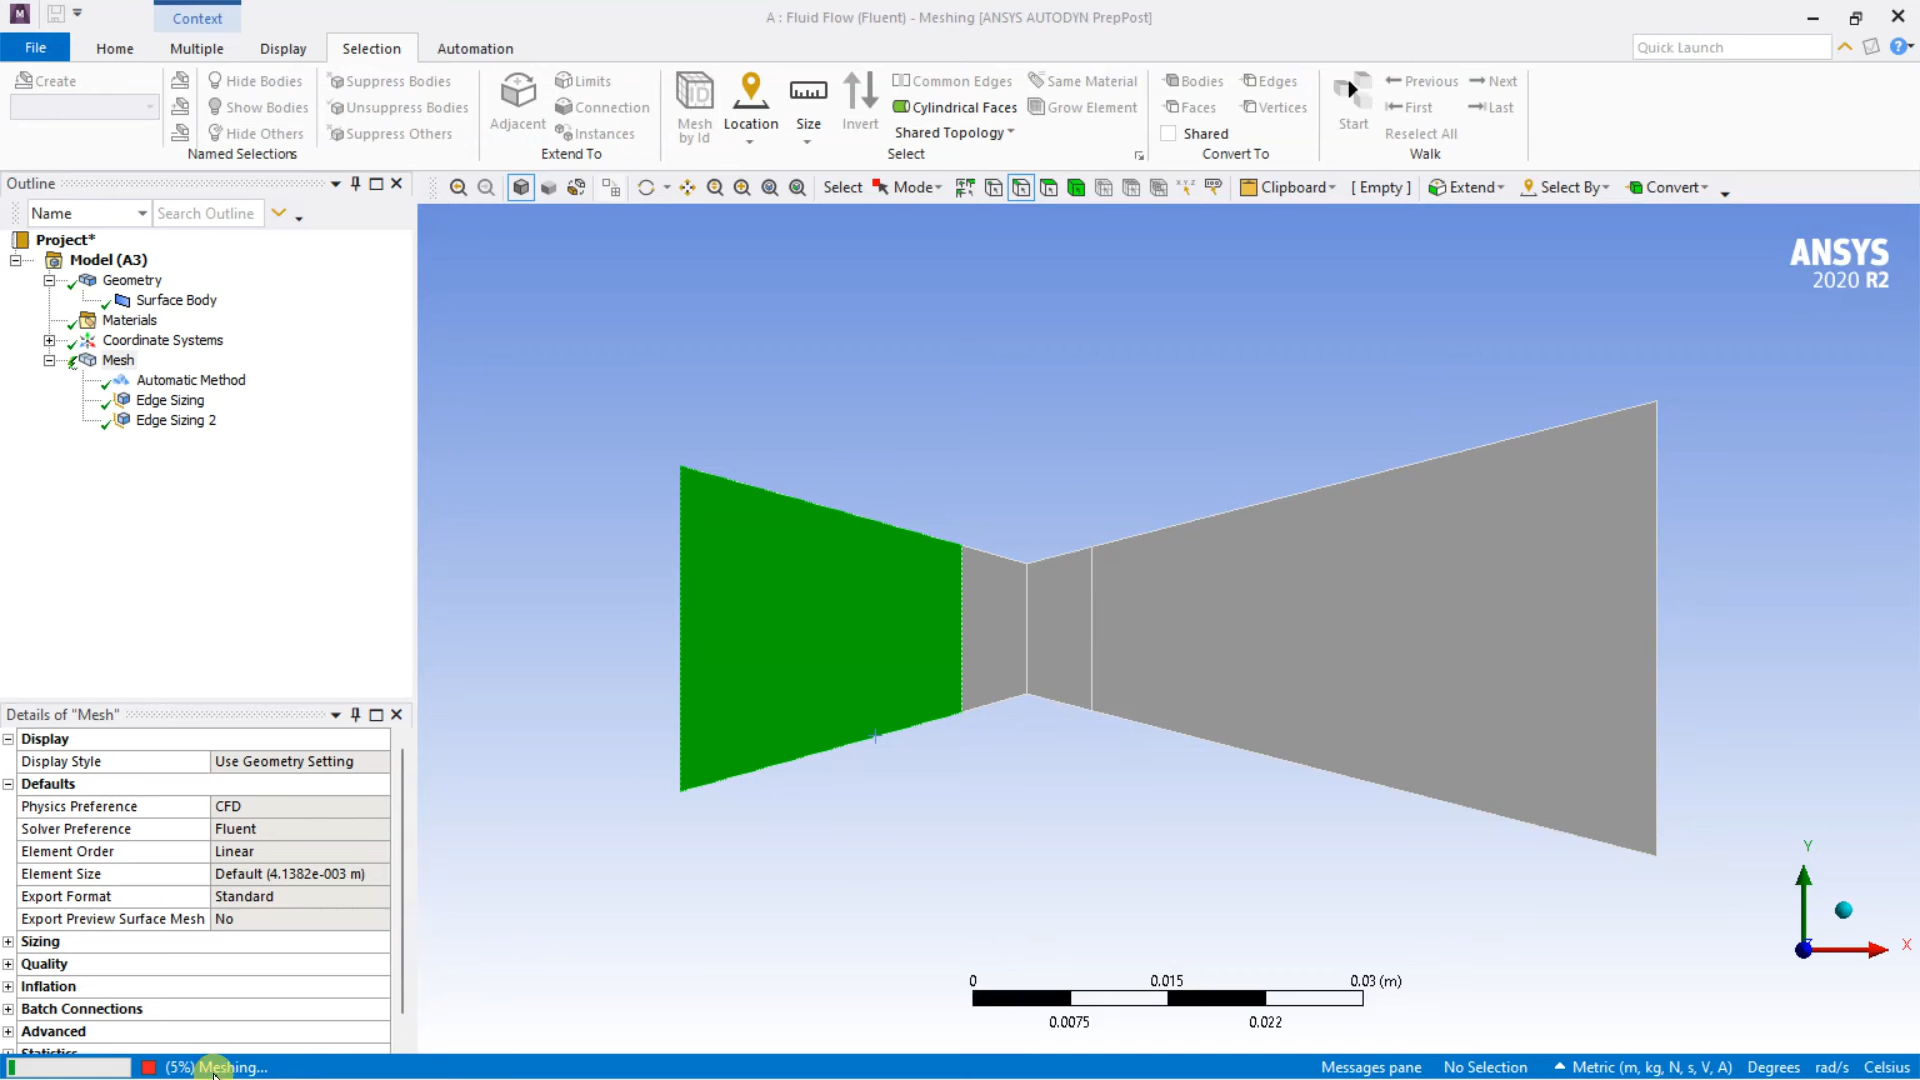 M
Context
A : Fluid Flow (Fluent) - Meshing [ANSYS AUTODYN PrepPost]
File
Home
Multiple
Display
Selection
Automation
Quick Launch
Create
Hide Bodies
Show Bodies
Hide Others
Named Selections
Suppress Bodies
Unsuppress Bodies
Suppress Others
Adjacent
Limits
Connection
Instances
Extend To
Mesh by Id
Location
Size
Invert
Common Edges
Cylindrical Faces
Shared Topology
Same Material
Grow Element
Select
Bodies
Edges
Faces
Vertices
Shared
Convert To
Start
Previous
Next
First
Last
Reselect All
Walk
Outline
Select
Mode
Clipboard
[ Empty ]
Extend
Select By
Convert
Name
Search Outline
Project*
Model (A3)
Geometry
Surface Body
Materials
Coordinate Systems
Mesh
Automatic Method
Edge Sizing
Edge Sizing 2
ANSYS
2020 R2
Details of "Mesh"
Display
Display Style Use Geometry Setting
Defaults
Physics Preference CFD
Solver Preference Fluent
Element Order Linear
Element Size Default (4.1382e-003 m)
Export Format Standard
Export Preview Surface Mesh No
Sizing
Quality
Inflation
Batch Connections
Advanced
Statistics
0 0.015 0.03 (m)
0.0075 0.022
Y
X
(5%) Meshing...
Messages pane
No Selection
Metric (m, kg, N, s, V, A)
Degrees
rad/s
Celsius